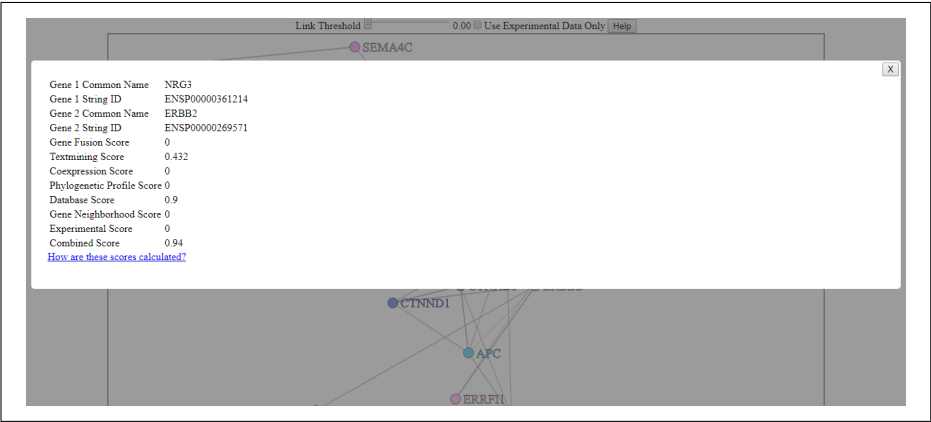 Link Threshold 0.00 Use Experimental Data Only Help
SEMA4C
X
Gene 1 Common Name NRG3
Gene 1 String ID ENSP00000361214
Gene 2 Common Name ERBB2
Gene 2 String ID ENSP00000269571
Gene Fusion Score 0
Textmining Score 0.432
Coexpression Score 0
Phylogenetic Profile Score 0
Database Score 0.9
Gene Neighborhood Score 0
Experimental Score 0
Combined Score 0.94
How are these scores calculated?
CTNND1
APC
ERRFI1